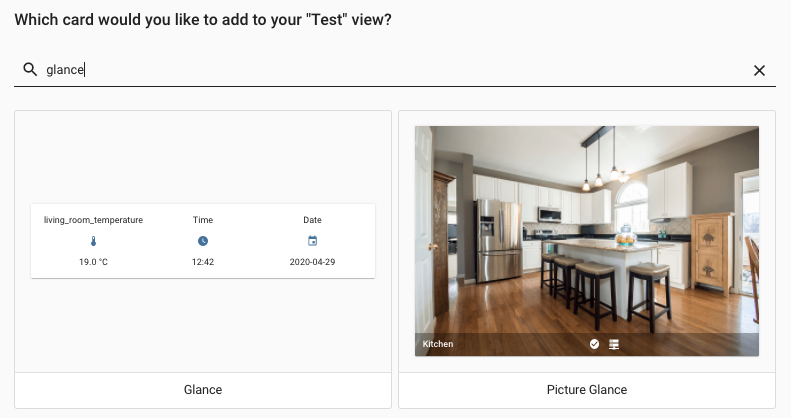 Which card would you like to add to your "Test" view?
glance
living_room_temperature Time Date
19.0 °C 12:42 2020-04-29
Kitchen
Glance Picture Glance